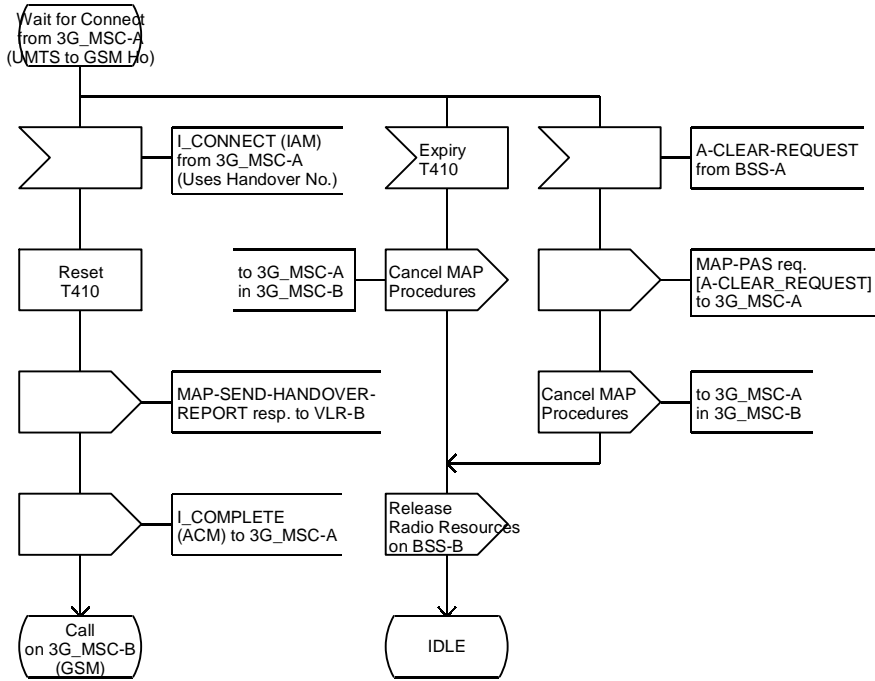 Wait for Connect
from 3G_MSC-A
(UMTS to GSM Ho)
I_CONNECT (IAM)
from 3G_MSC-A
(Uses Handover No.)
Expiry
T410
A-CLEAR-REQUEST
from BSS-A
Reset
T410
to 3G_MSC-A
in 3G_MSC-B
Cancel MAP
Procedures
MAP-PAS req.
[A-CLEAR_REQUEST]
to 3G_MSC-A
MAP-SEND-HANDOVER-
REPORT resp. to VLR-B
Cancel MAP
Procedures
to 3G_MSC-A
in 3G_MSC-B
I_COMPLETE
(ACM) to 3G_MSC-A
Release
Radio Resources
on BSS-B
Call
on 3G_MSC-B
(GSM)
IDLE